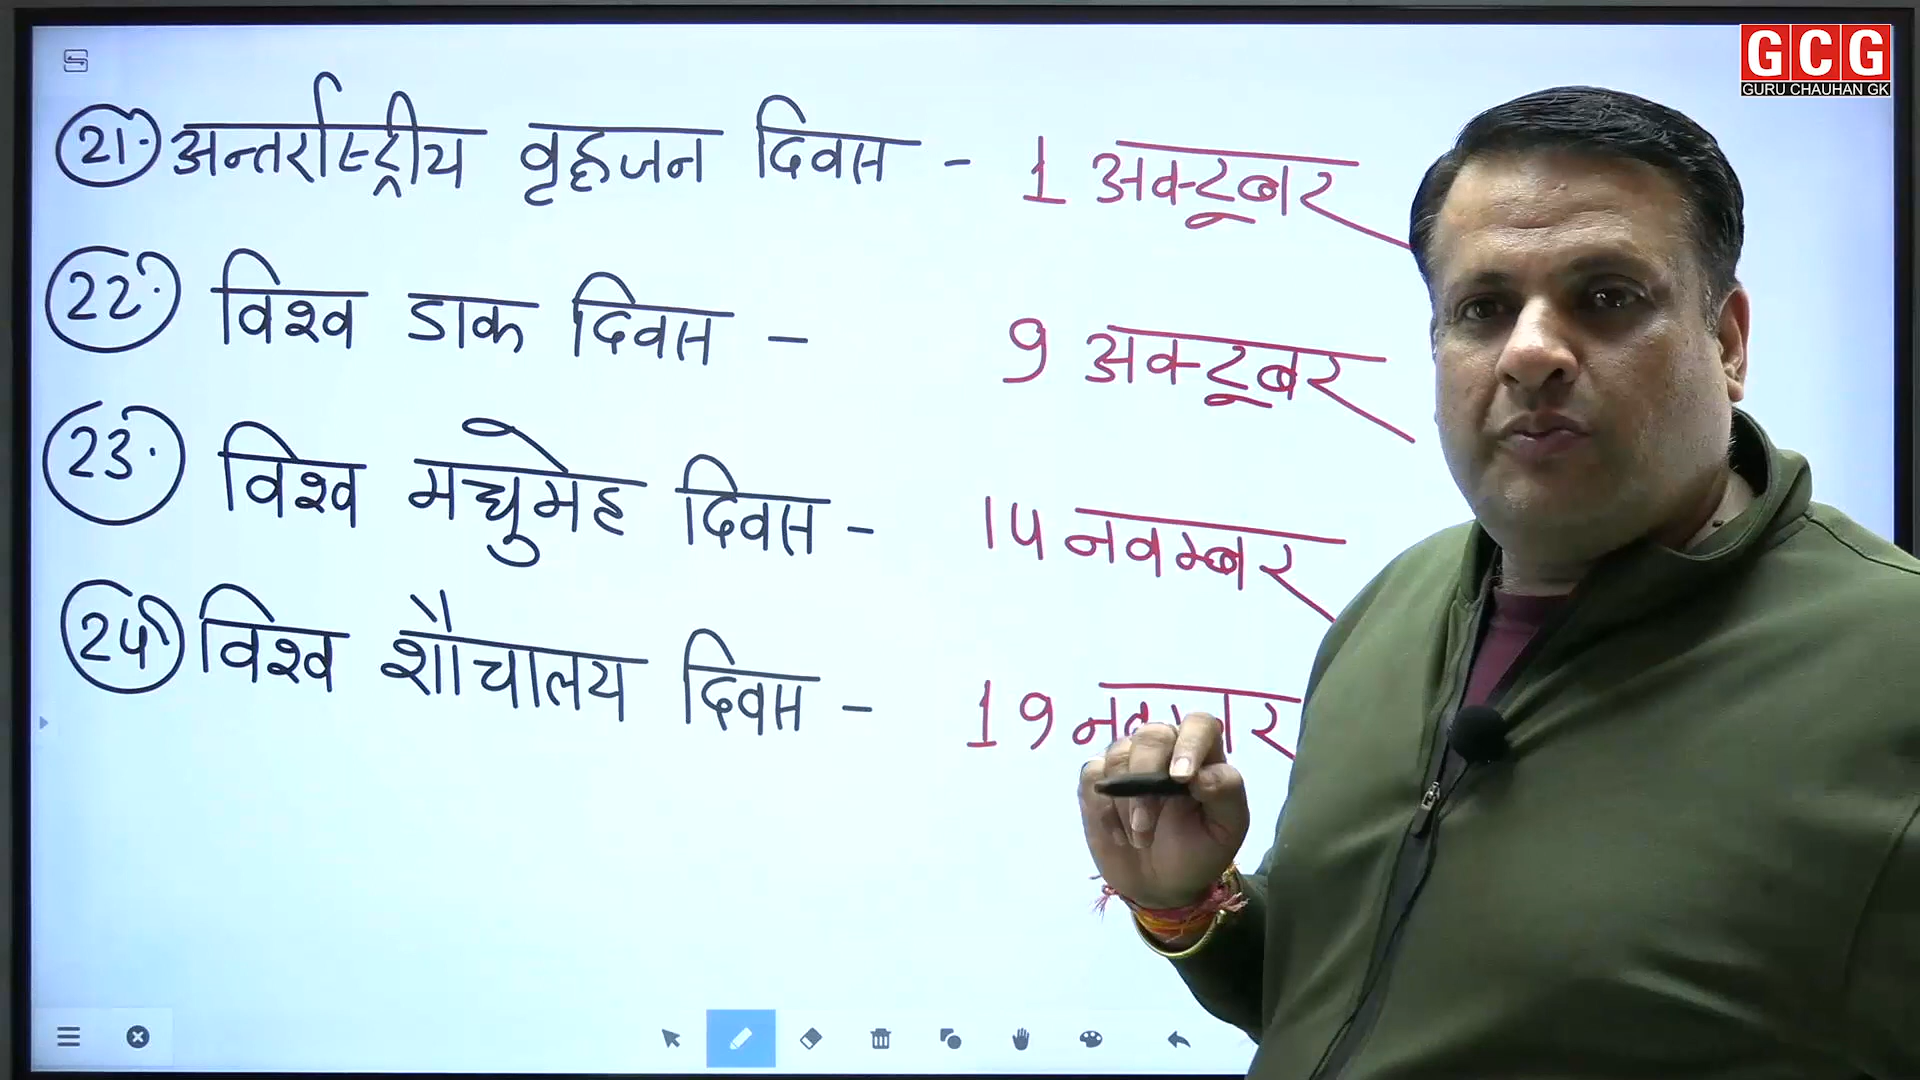 GCG
GURU CHAUHAN GK
21. अन्तर्राष्ट्रीय वृद्धजन दिवस - 1 अक्टूबर
22. विश्व डाक दिवस - 9 अक्टूबर
23. विश्व मधुमेह दिवस - 14 नवम्बर
24. विश्व शौचालय दिवस - 19